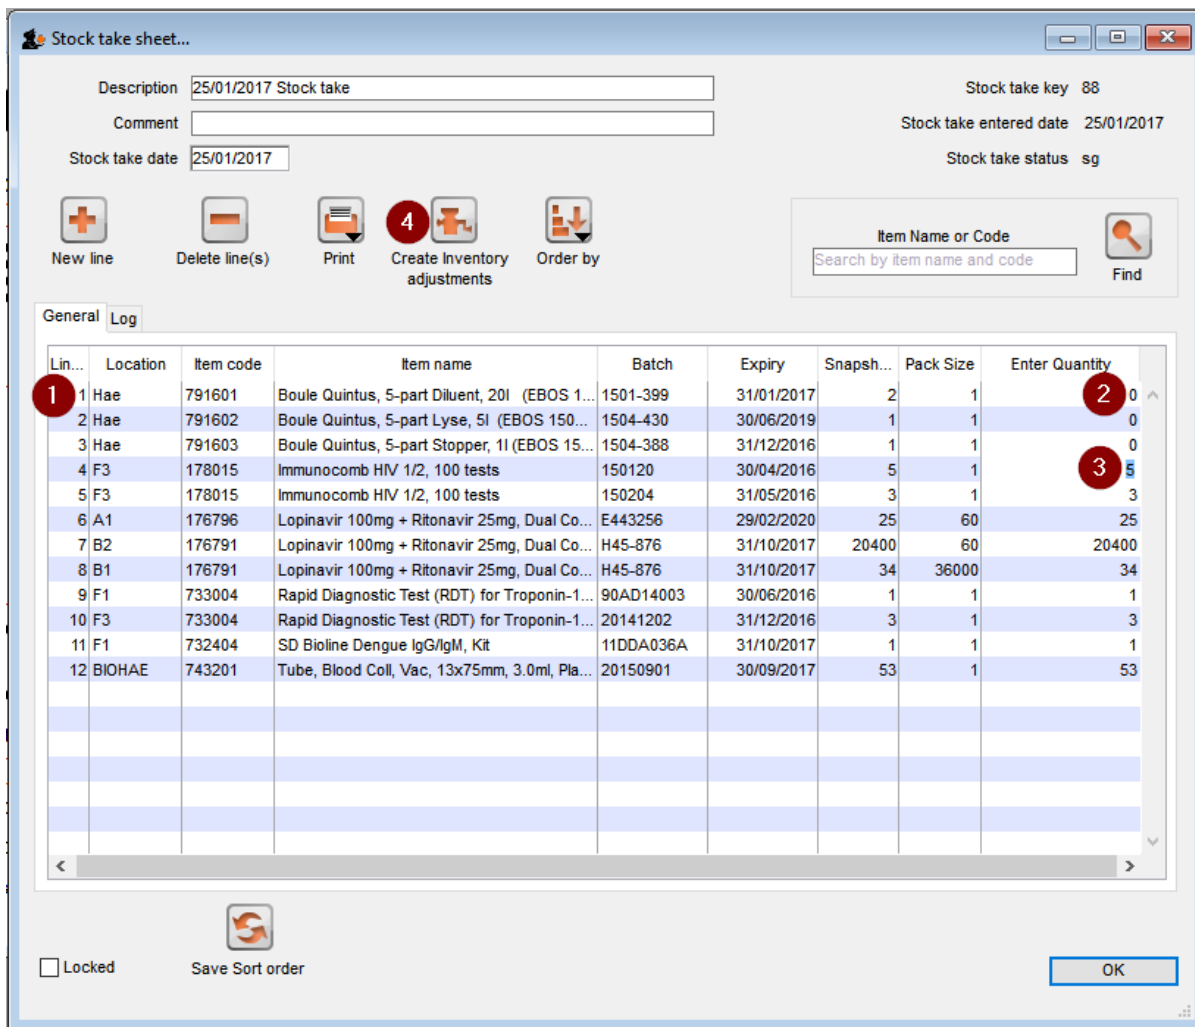 Stock take sheet...
Description 25/01/2017 Stock take
Stock take key 88
Comment
Stock take entered date 25/01/2017
Stock take date 25/01/2017
Stock take status sg
4
New line
Delete line(s)
Print
Create Inventory adjustments
Order by
Item Name or Code
Search by item name and code
Find
General Log
Lin... Location Item code Item name Batch Expiry Snapsh... Pack Size Enter Quantity
1 1 Hae 791601 Boule Quintus, 5-part Diluent, 20l (EBOS 1... 1501-399 31/01/2017 2 1 2 0
2 Hae 791602 Boule Quintus, 5-part Lyse, 5l (EBOS 150... 1504-430 30/06/2019 1 1 0
3 Hae 791603 Boule Quintus, 5-part Stopper, 1l (EBOS 15... 1504-388 31/12/2016 1 1 0
4 F3 178015 Immunocomb HIV 1/2, 100 tests 150120 30/04/2016 5 1 3 5
5 F3 178015 Immunocomb HIV 1/2, 100 tests 150204 31/05/2016 3 1 3
6 A1 176796 Lopinavir 100mg + Ritonavir 25mg, Dual Co... E443256 29/02/2020 25 60 25
7 B2 176791 Lopinavir 100mg + Ritonavir 25mg, Dual Co... H45-876 31/10/2017 20400 60 20400
8 B1 176791 Lopinavir 100mg + Ritonavir 25mg, Dual Co... H45-876 31/10/2017 34 36000 34
9 F1 733004 Rapid Diagnostic Test (RDT) for Troponin-1... 90AD14003 30/06/2016 1 1 1
10 F3 733004 Rapid Diagnostic Test (RDT) for Troponin-1... 20141202 31/12/2016 3 1 3
11 F1 732404 SD Bioline Dengue IgG/IgM, Kit 11DDA036A 31/10/2017 1 1 1
12 BIOHAE 743201 Tube, Blood Coll, Vac, 13x75mm, 3.0ml, Pla... 20150901 30/09/2017 53 1 53
Locked
Save Sort order
OK